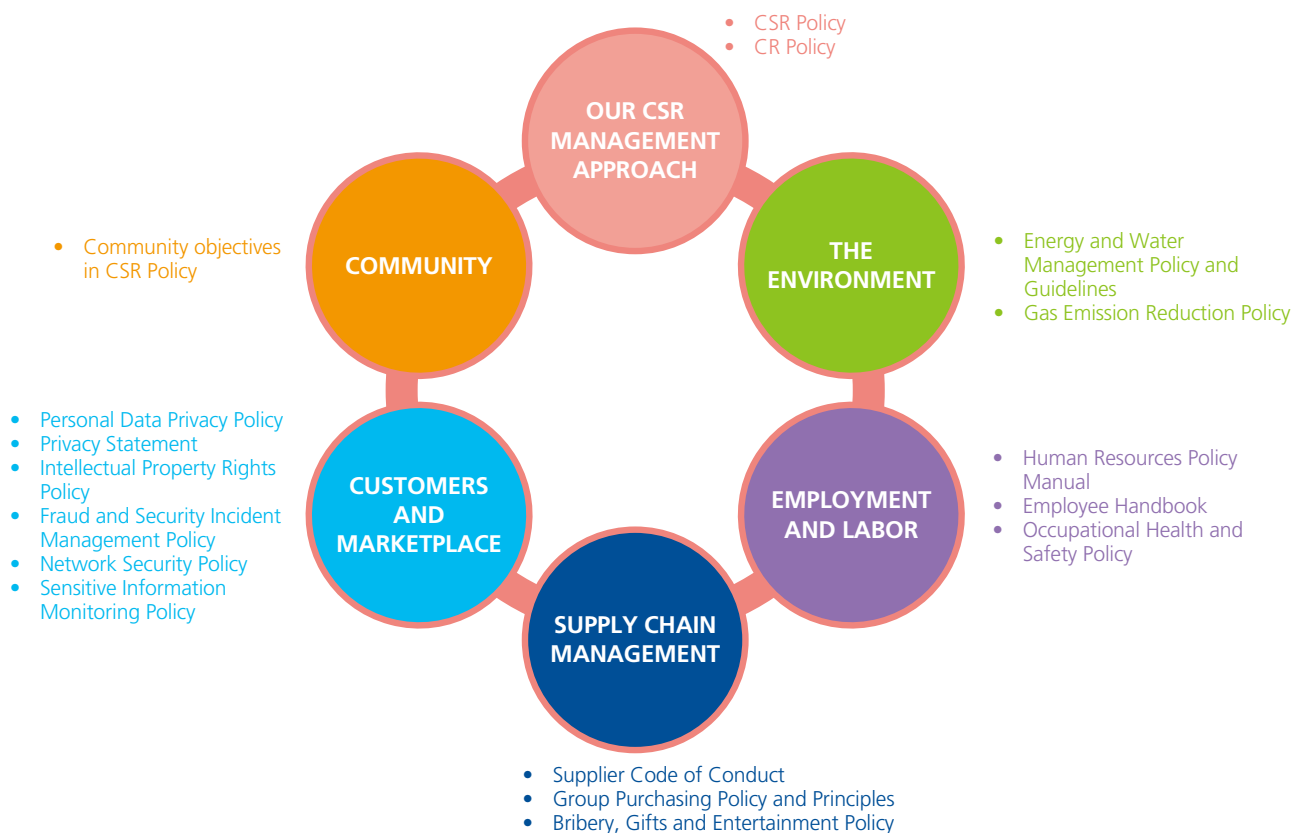 • CSR Policy
• CR Policy
OUR CSR
MANAGEMENT
APPROACH
THE
ENVIRONMENT
• Energy and Water
Management Policy and
Guidelines
• Gas Emission Reduction Policy
EMPLOYMENT
AND LABOR
• Human Resources Policy
Manual
• Employee Handbook
• Occupational Health and
Safety Policy
SUPPLY CHAIN
MANAGEMENT
• Supplier Code of Conduct
• Group Purchasing Policy and Principles
• Bribery, Gifts and Entertainment Policy
CUSTOMERS
AND
MARKETPLACE
• Personal Data Privacy Policy
• Privacy Statement
• Intellectual Property Rights
Policy
• Fraud and Security Incident
Management Policy
• Network Security Policy
• Sensitive Information
Monitoring Policy
COMMUNITY
• Community objectives
in CSR Policy